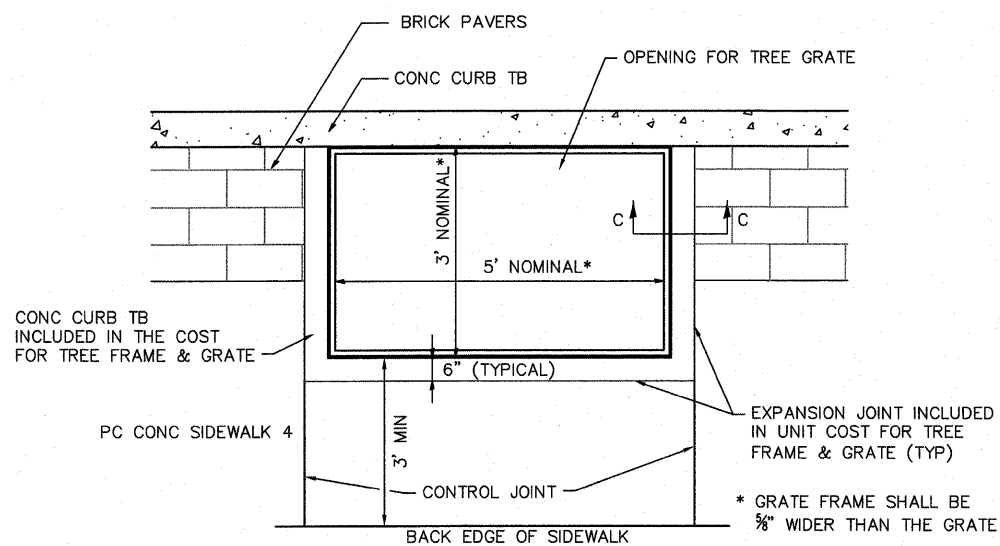 BRICK PAVERS
OPENING FOR TREE GRATE
CONC CURB TB
3' NOMINAL*
C
C
5' NOMINAL*
CONC CURB TB
INCLUDED IN THE COST
FOR TREE FRAME & GRATE
6" (TYPICAL)
PC CONC SIDEWALK 4
3' MIN
EXPANSION JOINT INCLUDED
IN UNIT COST FOR TREE
FRAME & GRATE (TYP)
CONTROL JOINT
* GRATE FRAME SHALL BE
⅝" WIDER THAN THE GRATE
BACK EDGE OF SIDEWALK